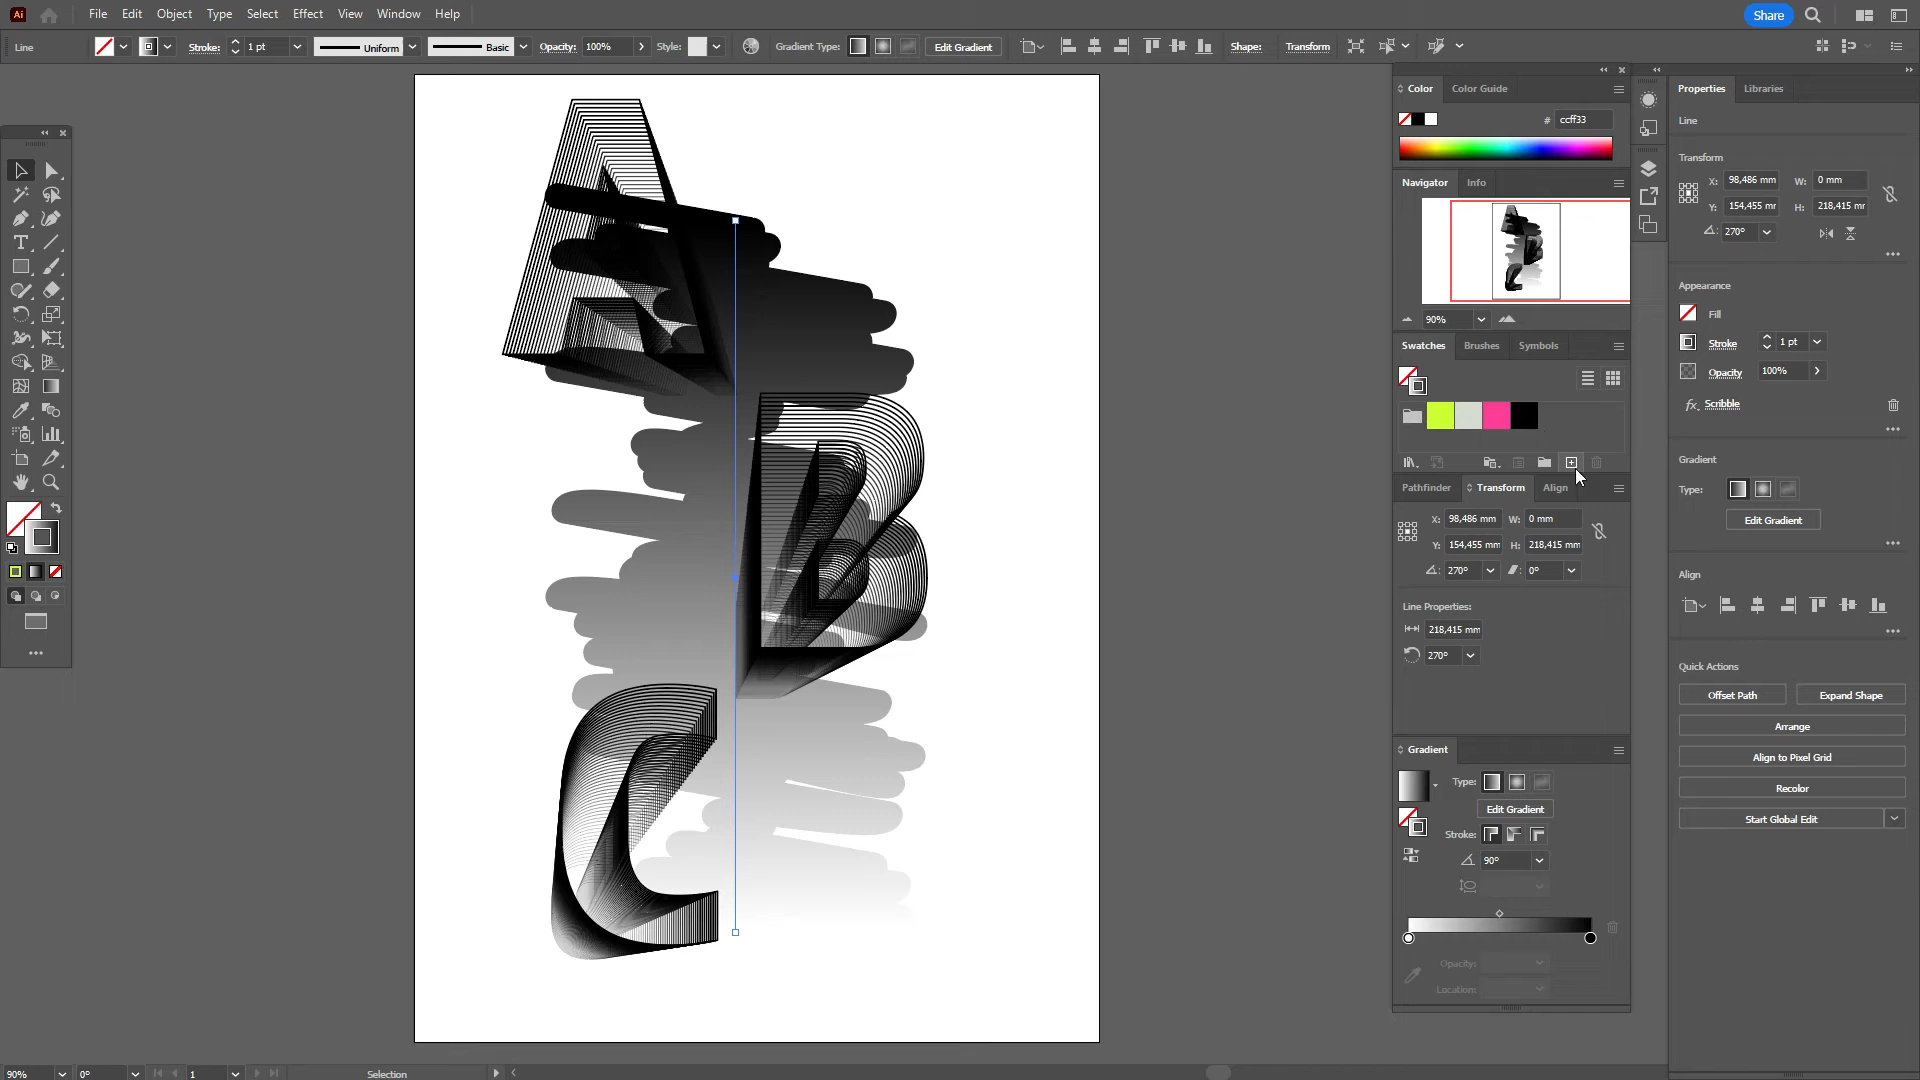 Ai File Edit Object Type Select Effect View Window Help Share
Line Stroke: 1 pt Uniform Basic Opacity: 100% Style: Gradient Type: Edit Gradient Shape: Transform
Color Color Guide
# ccff33
Navigator Info
90%
Swatches Brushes Symbols
Pathfinder Transform Align
X: 98,486 mm W: 0 mm
Y: 154,455 mm H: 218,415 mm
270° 0°
Line Properties:
218,415 mm
270°
Gradient
Type:
Edit Gradient
Stroke:
90°
Opacity:
Location:
Properties Libraries
Line
Transform
X: 98,486 mm W: 0 mm
Y: 154,455 mm H: 218,415 mm
270°
Appearance
Fill
Stroke 1 pt
Opacity 100%
fx Scribble
Gradient
Type:
Edit Gradient
Align
Quick Actions
Offset Path Expand Shape
Arrange
Align to Pixel Grid
Recolor
Start Global Edit
A
B
C
T
90% 0° 1 Selection